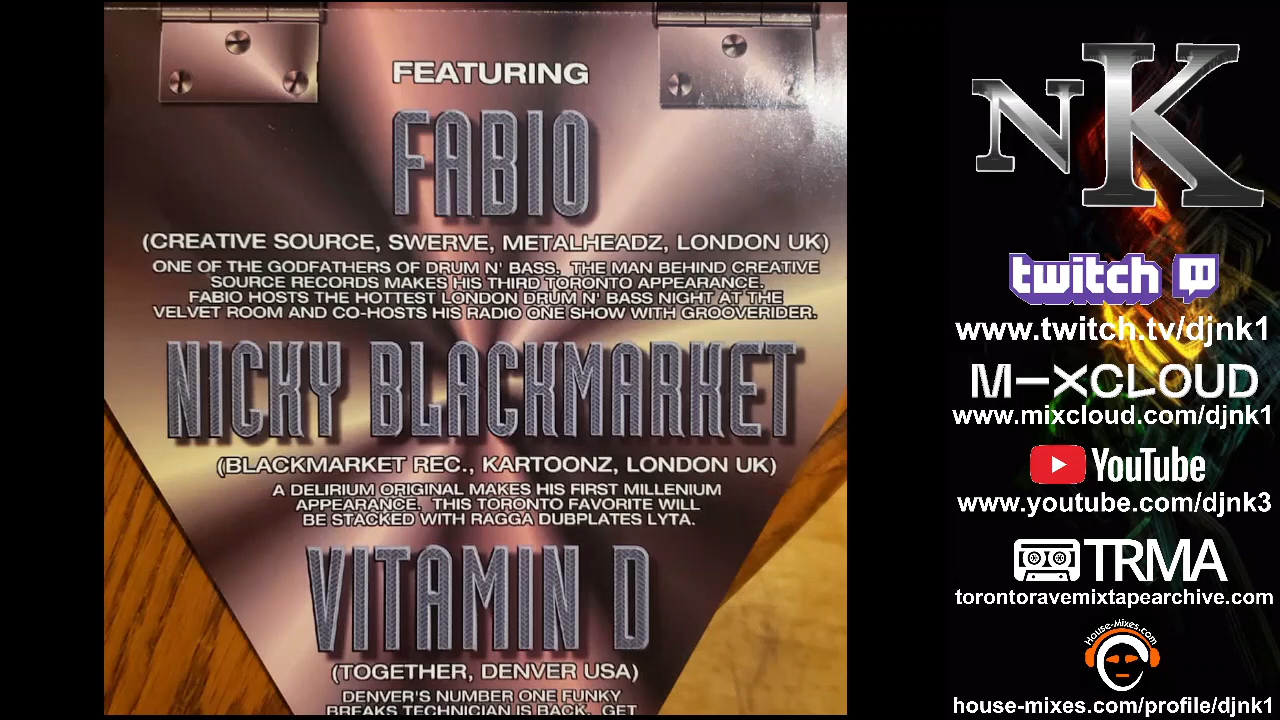 FEATURING
FABIO
(CREATIVE SOURCE, SWERVE, METALHEADZ, LONDON UK)
ONE OF THE GODFATHERS OF DRUM N' BASS. THE MAN BEHIND CREATIVE
SOURCE RECORDS MAKES HIS THIRD TORONTO APPEARANCE.
FABIO HOSTS THE HOTTEST LONDON DRUM N' BASS NIGHT AT THE
VELVET ROOM AND CO-HOSTS HIS RADIO ONE SHOW WITH GROOVERIDER.
NICKY BLACKMARKET
(BLACKMARKET REC., KARTOONZ, LONDON UK)
A DELIRIUM ORIGINAL MAKES HIS FIRST MILLENIUM
APPEARANCE. THIS TORONTO FAVORITE WILL
BE STACKED WITH RAGGA DUBPLATES LYTA.
VITAMIN D
(TOGETHER, DENVER USA)
DENVER'S NUMBER ONE FUNKY
BREAKS TECHNICIAN IS BACK. GET
NK
twitch
www.twitch.tv/djnk1
M-XCLOUD
www.mixcloud.com/djnk1
YouTube
www.youtube.com/djnk3
TRMA
torontoravemixtapearchive.com
House-Mixes.com
house-mixes.com/profile/djnk1